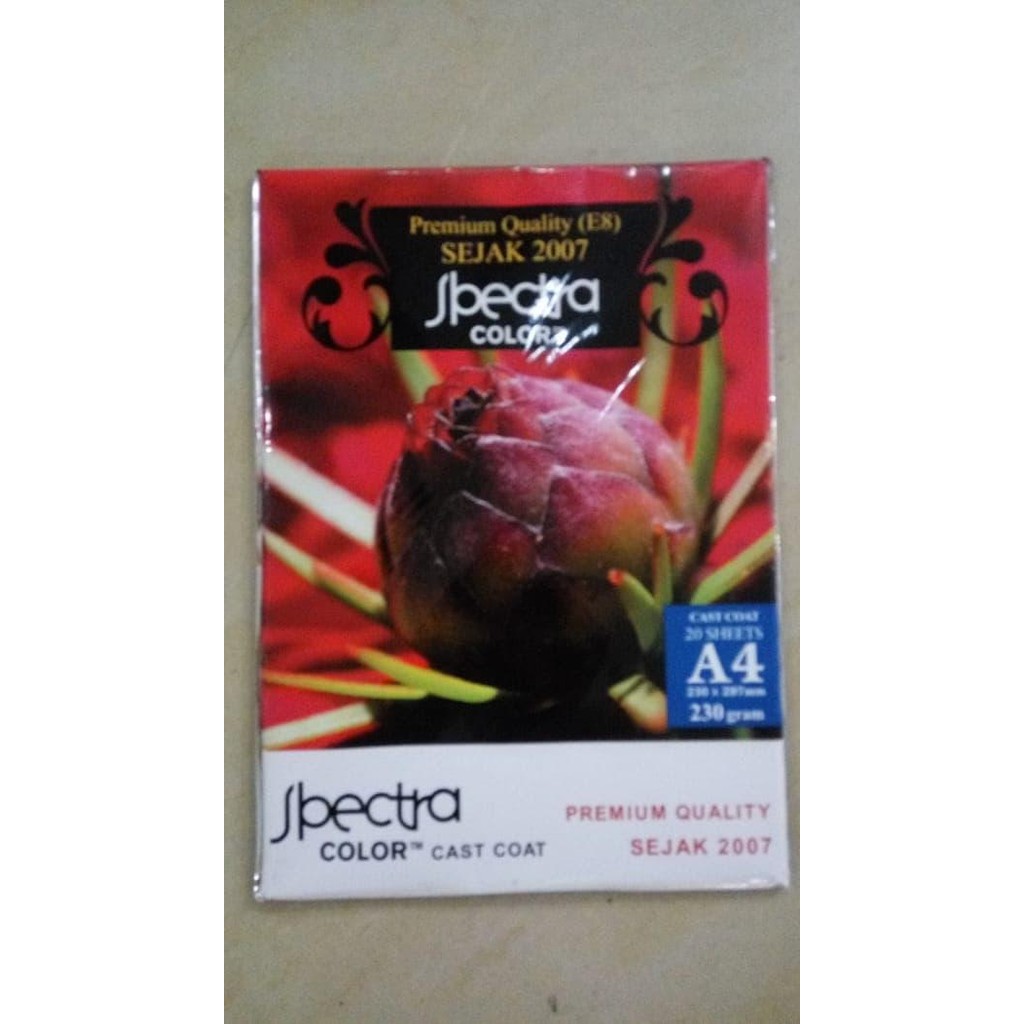 Premium Quality (E8)
SEJAK 2007
Spectra
COLOR™
CAST COAT
20 SHEETS
A4
230 gram
Spectra
COLOR™ CAST COAT
PREMIUM QUALITY
SEJAK 2007